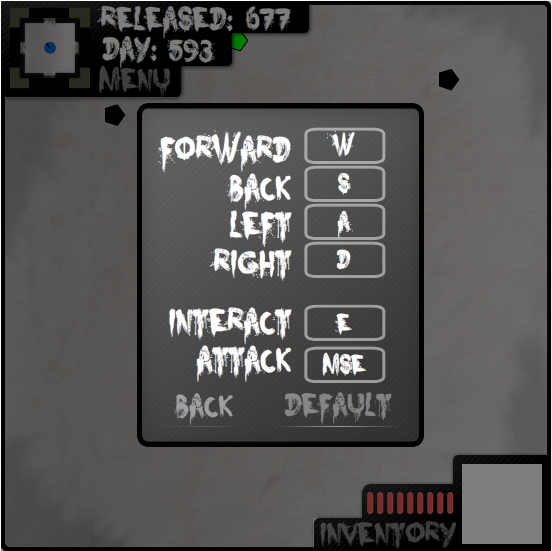 RELEASED: 677
DAY: 593
MENU
FORWARD W
BACK S
LEFT A
RIGHT D
INTERACT E
ATTACK MSE
BACK DEFAULT
INVENTORY